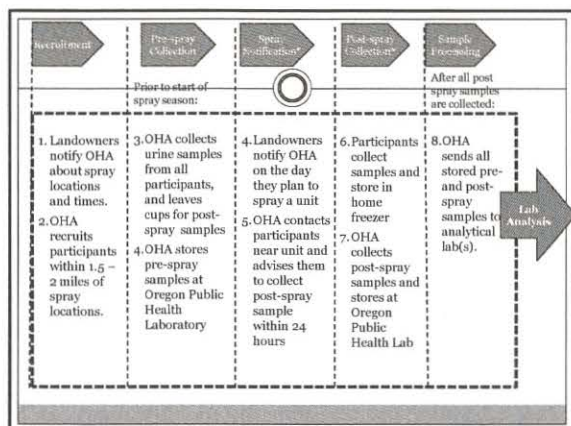 Recruitment
Pre-spray
Collection
Spray
Notification*
Post-spray
Collection*
Sample
Processing
Prior to start of
spray season:
After all post
spray samples
are collected:
1. Landowners
notify OHA
about spray
locations
and times.
2. OHA
recruits
participants
within 1.5 –
2 miles of
spray
locations.
3. OHA collects
urine samples
from all
participants,
and leaves
cups for post-
spray samples
4. OHA stores
pre-spray
samples at
Oregon Public
Health
Laboratory
4. Landowners
notify OHA
on the day
they plan to
spray a unit
5. OHA contacts
participants
near unit and
advises them
to collect
post-spray
sample
within 24
hours
6. Participants
collect
samples and
store in
home
freezer
7. OHA
collects
post-spray
samples and
stores at
Oregon
Public
Health Lab
8. OHA
sends all
stored pre-
and post-
spray
samples to
analytical
lab(s).
Lab
Analysis